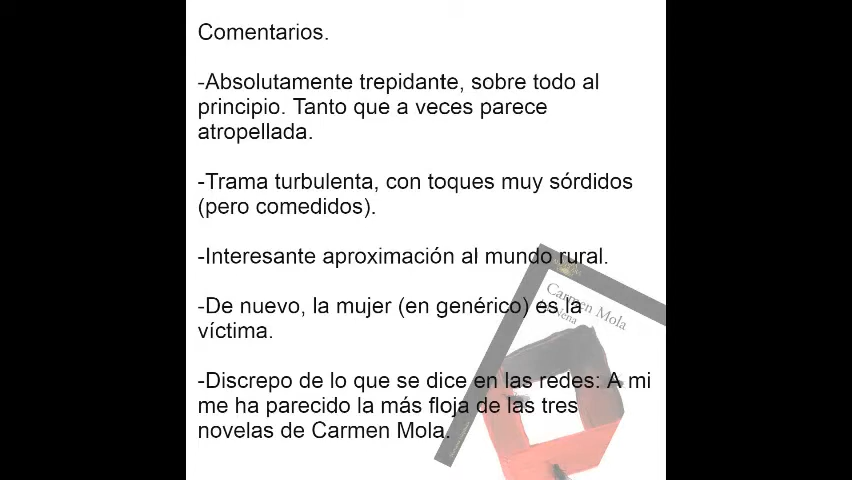 Comentarios.
-Absolutamente trepidante, sobre todo al
principio. Tanto que a veces parece
atropellada.
-Trama turbulenta, con toques muy sórdidos
(pero comedidos).
-Interesante aproximación al mundo rural.
-De nuevo, la mujer (en genérico) es la
víctima.
-Discrepo de lo que se dice en las redes: A mi
me ha parecido la más floja de las tres
novelas de Carmen Mola.
Carmen Mola
La Nena